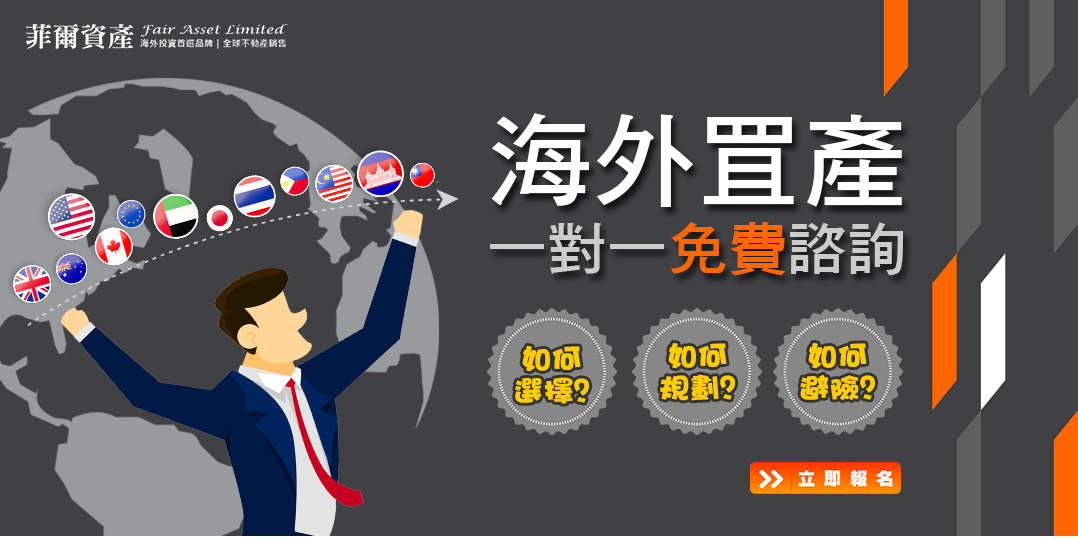 菲爾資產 Fair Asset Limited
海外投資首選品牌 | 全球不動產銷售
海外置產
一對一免費諮詢
如何
選擇?
如何
規劃?
如何
避險?
立即報名